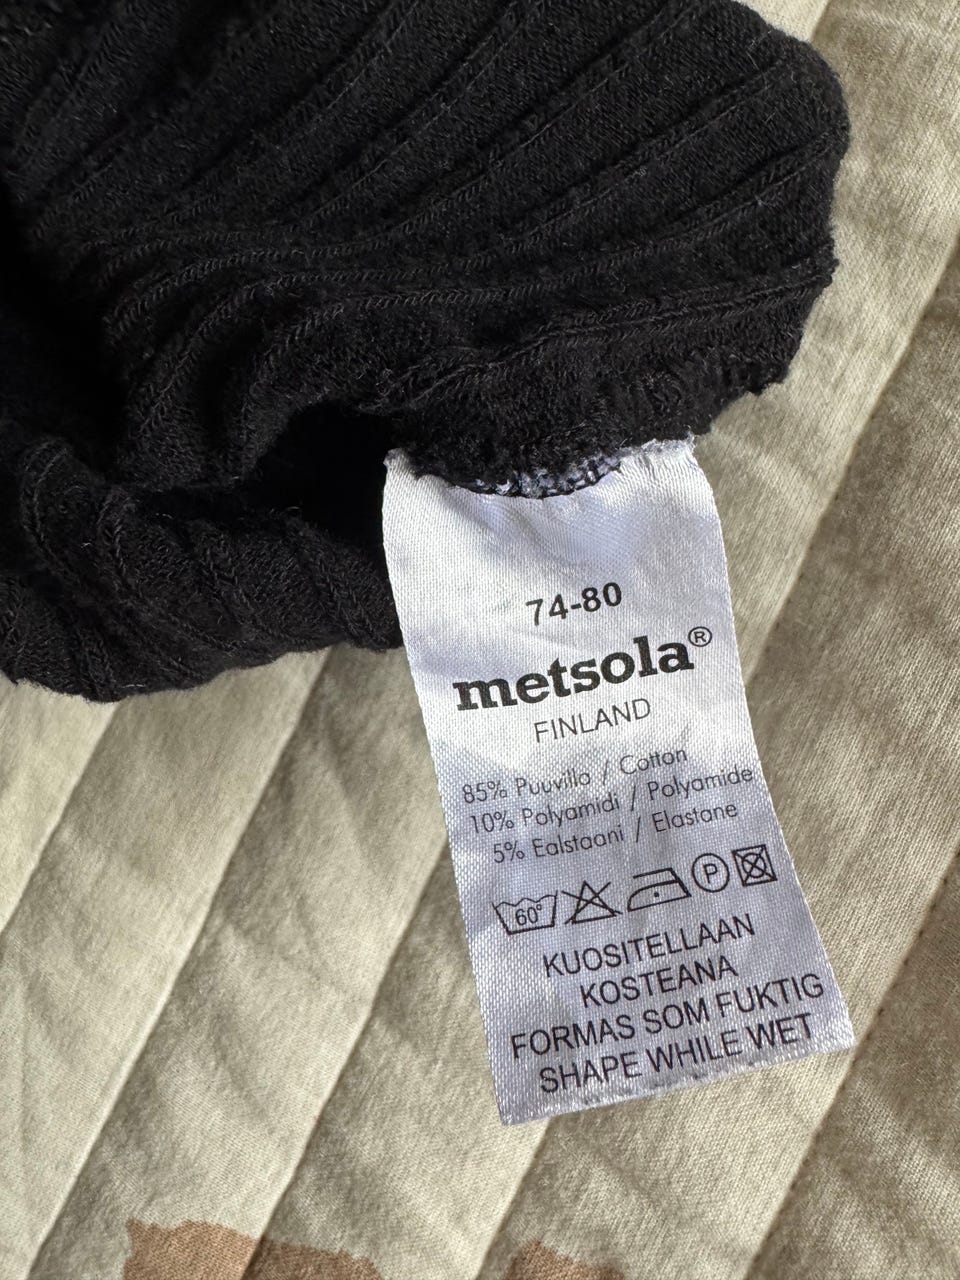 74-80
metsola®
FINLAND
85% Puuvilla / Cotton
10% Polyamidi / Polyamide
5% Ealstaani / Elastane
60° P
KUOSITELLAAN
KOSTEANA
FORMAS SOM FUKTIG
SHAPE WHILE WET